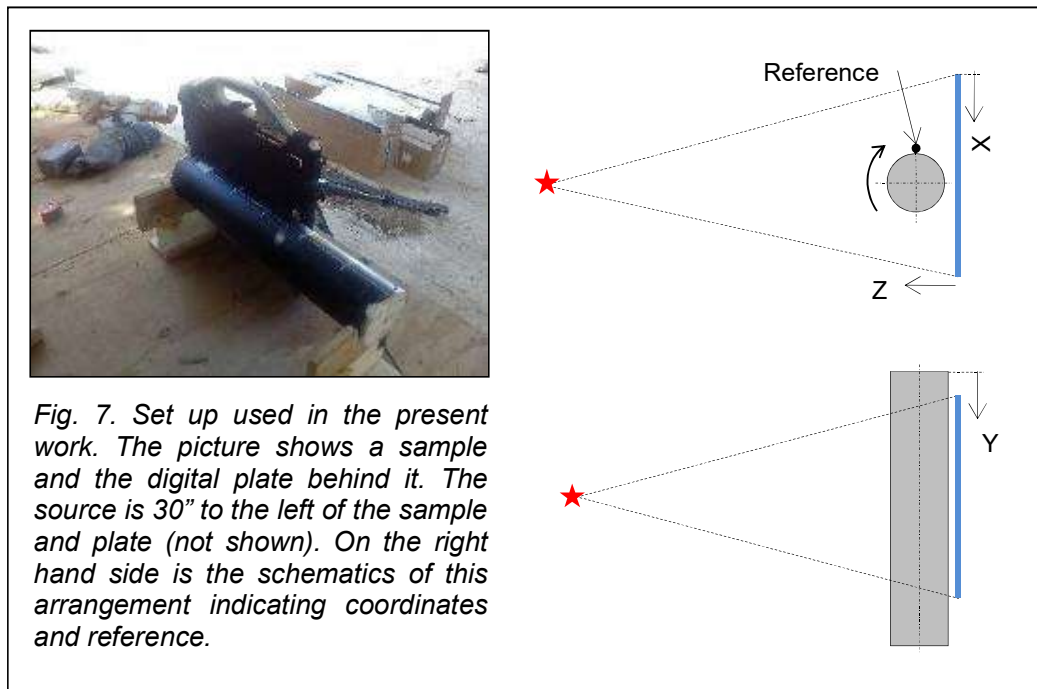 Reference
X
Z
Y
Fig. 7. Set up used in the present
work. The picture shows a sample
and the digital plate behind it. The
source is 30” to the left of the sample
and plate (not shown). On the right
hand side is the schematics of this
arrangement indicating coordinates
and reference.